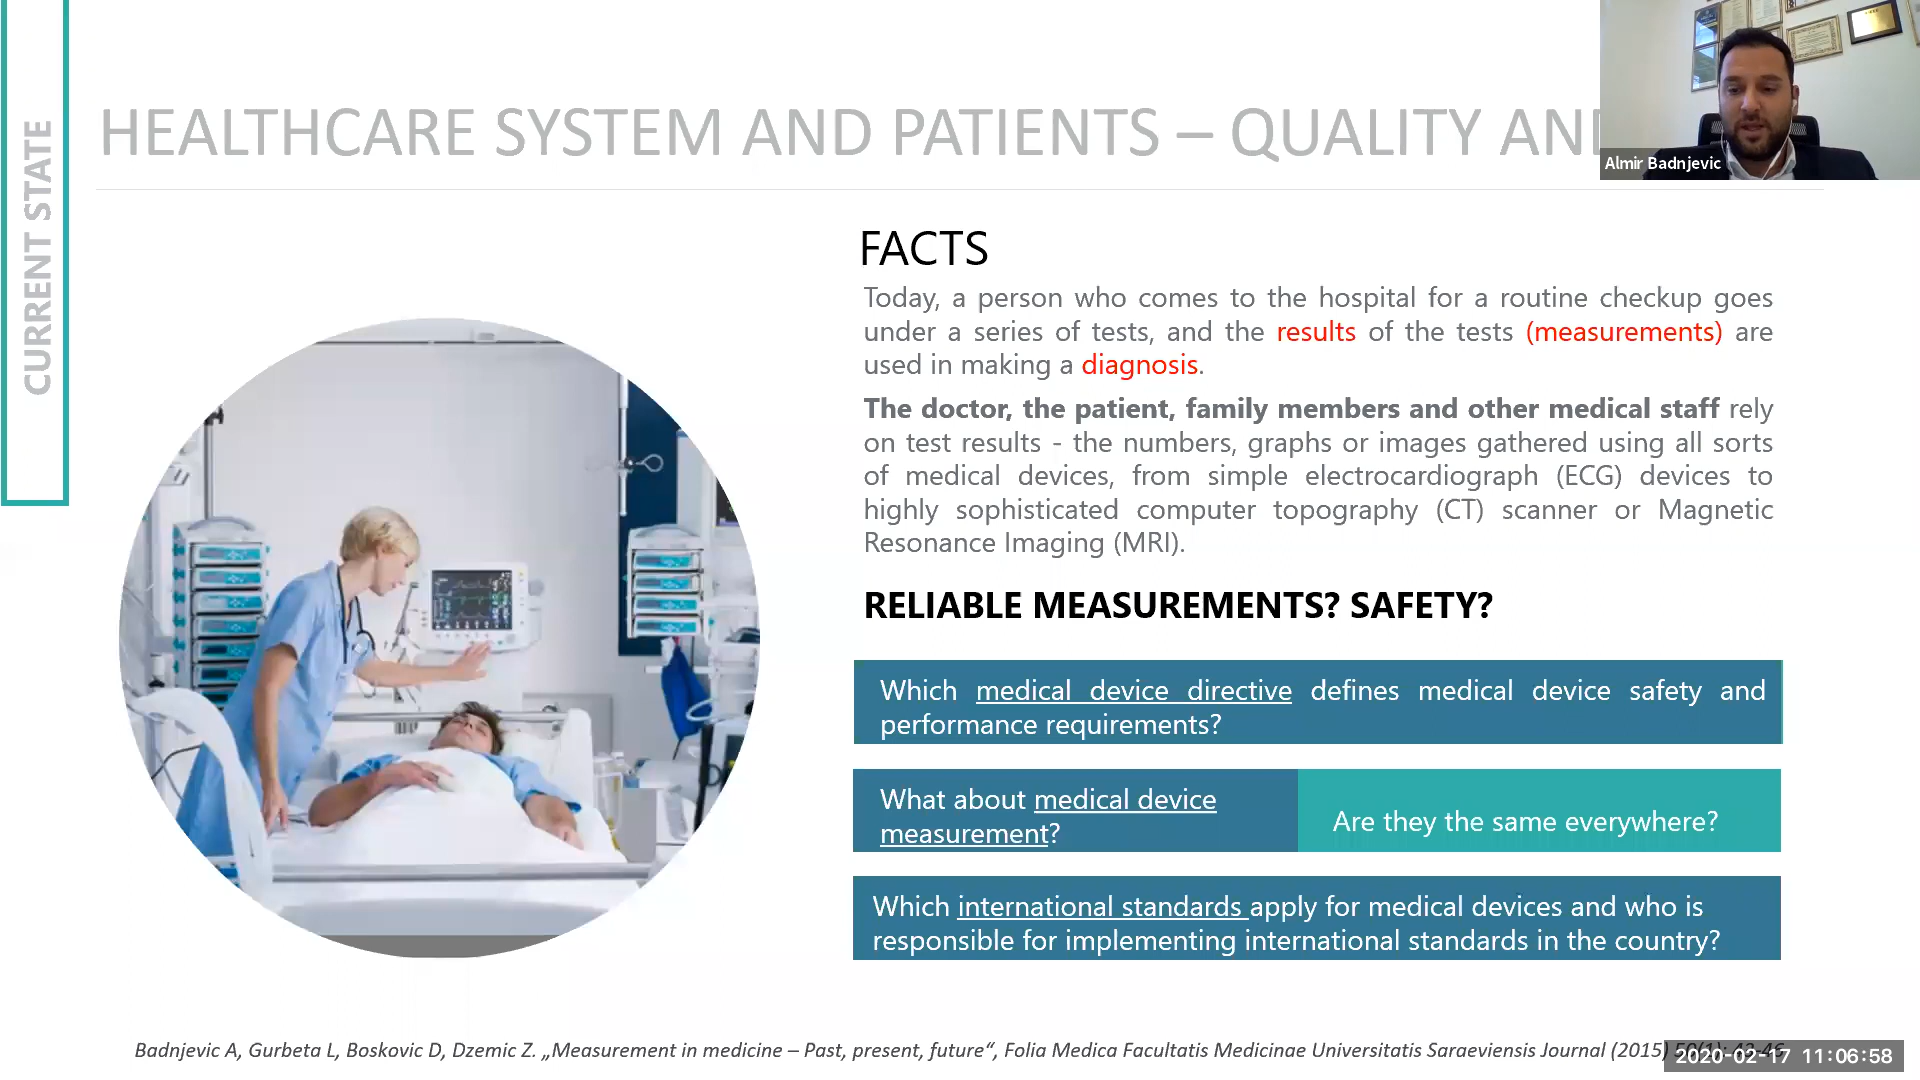 CURRENT STATE
HEALTHCARE SYSTEM AND PATIENTS – QUALITY AND
Almir Badnjevic
FACTS
Today, a person who comes to the hospital for a routine checkup goes
under a series of tests, and the results of the tests (measurements) are
used in making a diagnosis.
The doctor, the patient, family members and other medical staff rely
on test results - the numbers, graphs or images gathered using all sorts
of medical devices, from simple electrocardiograph (ECG) devices to
highly sophisticated computer topography (CT) scanner or Magnetic
Resonance Imaging (MRI).
RELIABLE MEASUREMENTS? SAFETY?
Which medical device directive defines medical device safety and
performance requirements?
What about medical device
measurement?
Are they the same everywhere?
Which international standards apply for medical devices and who is
responsible for implementing international standards in the country?
Badnjevic A, Gurbeta L, Boskovic D, Dzemic Z. „Measurement in medicine – Past, present, future“, Folia Medica Facultatis Medicinae Universitatis Saraeviensis Journal (2015)
2020-02-17 11:06:58